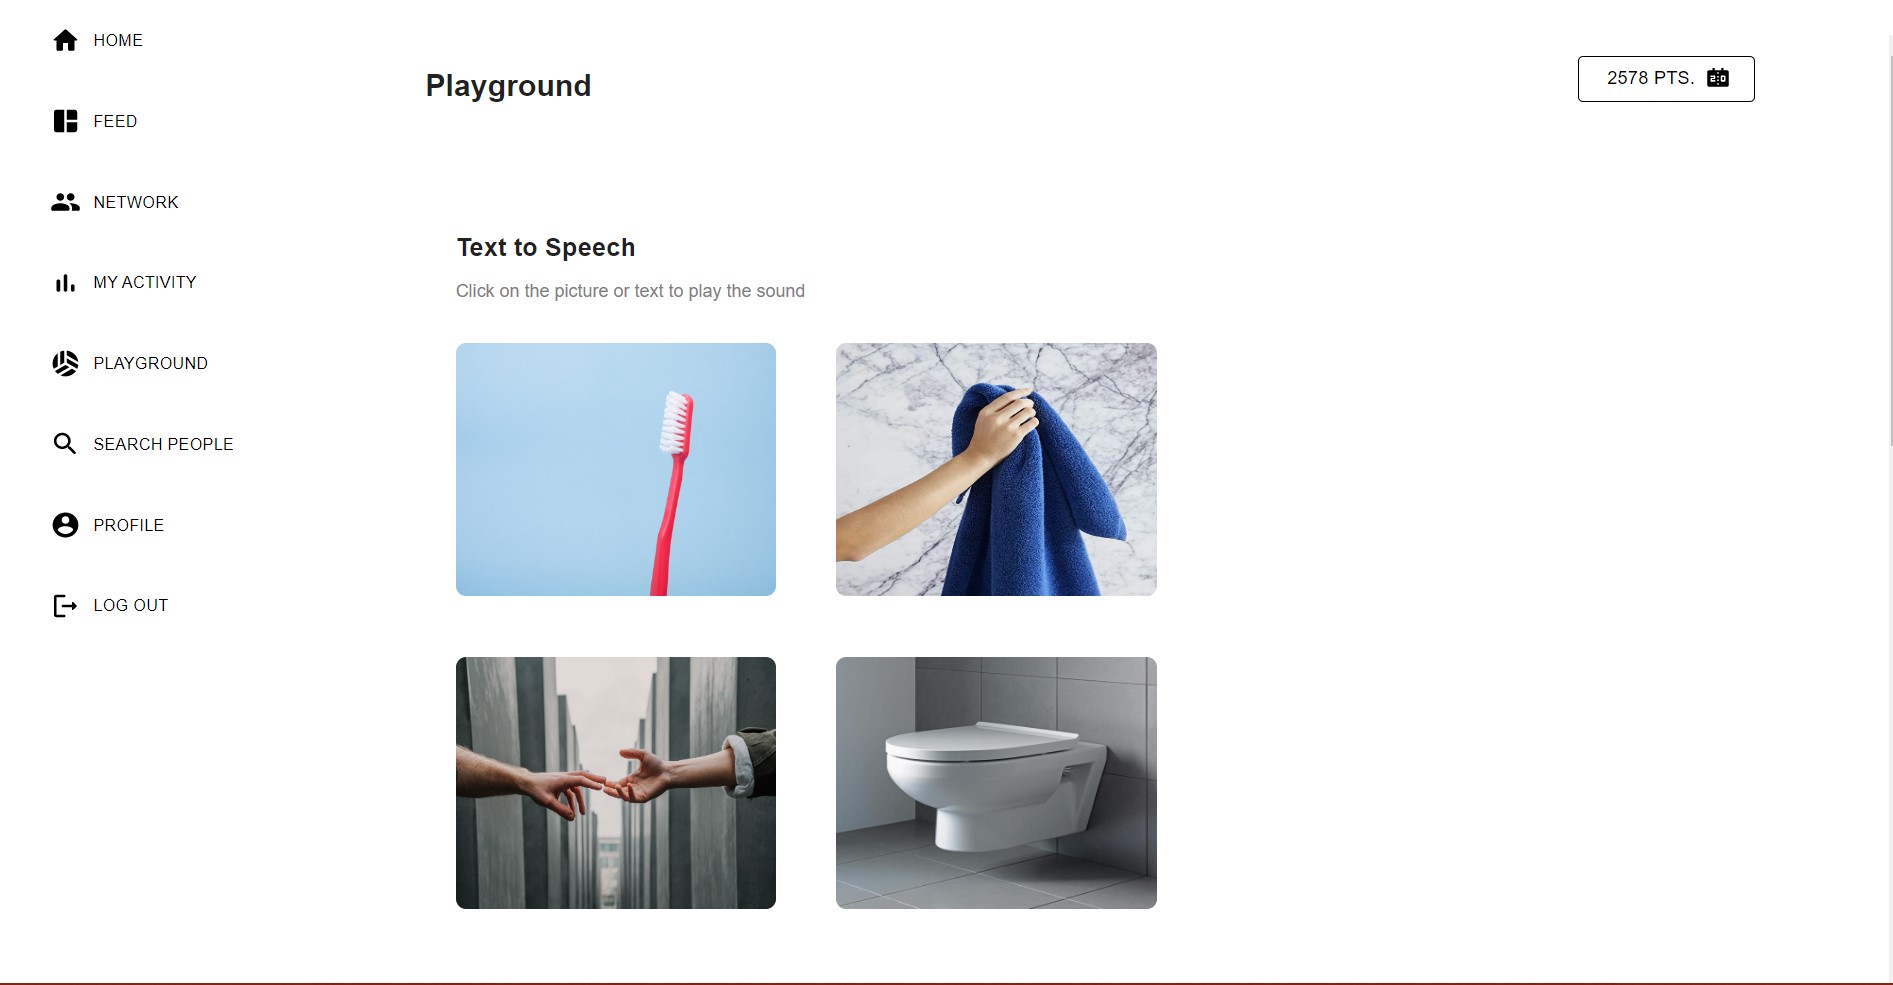 HOME
FEED
NETWORK
MY ACTIVITY
PLAYGROUND
SEARCH PEOPLE
PROFILE
LOG OUT
Playground
2578 PTS.
Text to Speech
Click on the picture or text to play the sound